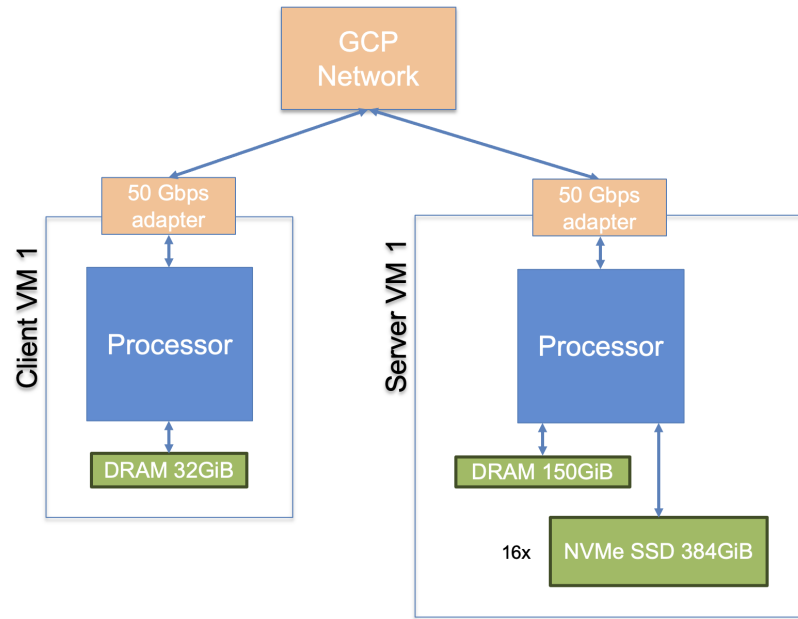 GCP
Network
50 Gbps
adapter
50 Gbps
adapter
Client VM 1
Server VM 1
Processor
Processor
DRAM 32GiB
DRAM 150GiB
16x
NVMe SSD 384GiB